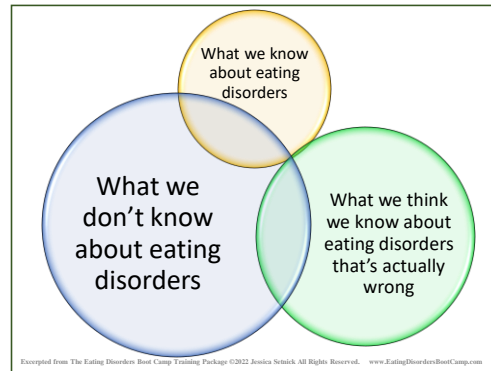 What we know
about eating
disorders
What we
don't know
about eating
disorders
What we think
we know about
eating disorders
that's actually
wrong
Excerpted from The Eating Disorders Boot Camp Training Package ©2022 Jessica Setnick All Rights Reserved. www.EatingDisordersBootCamp.com